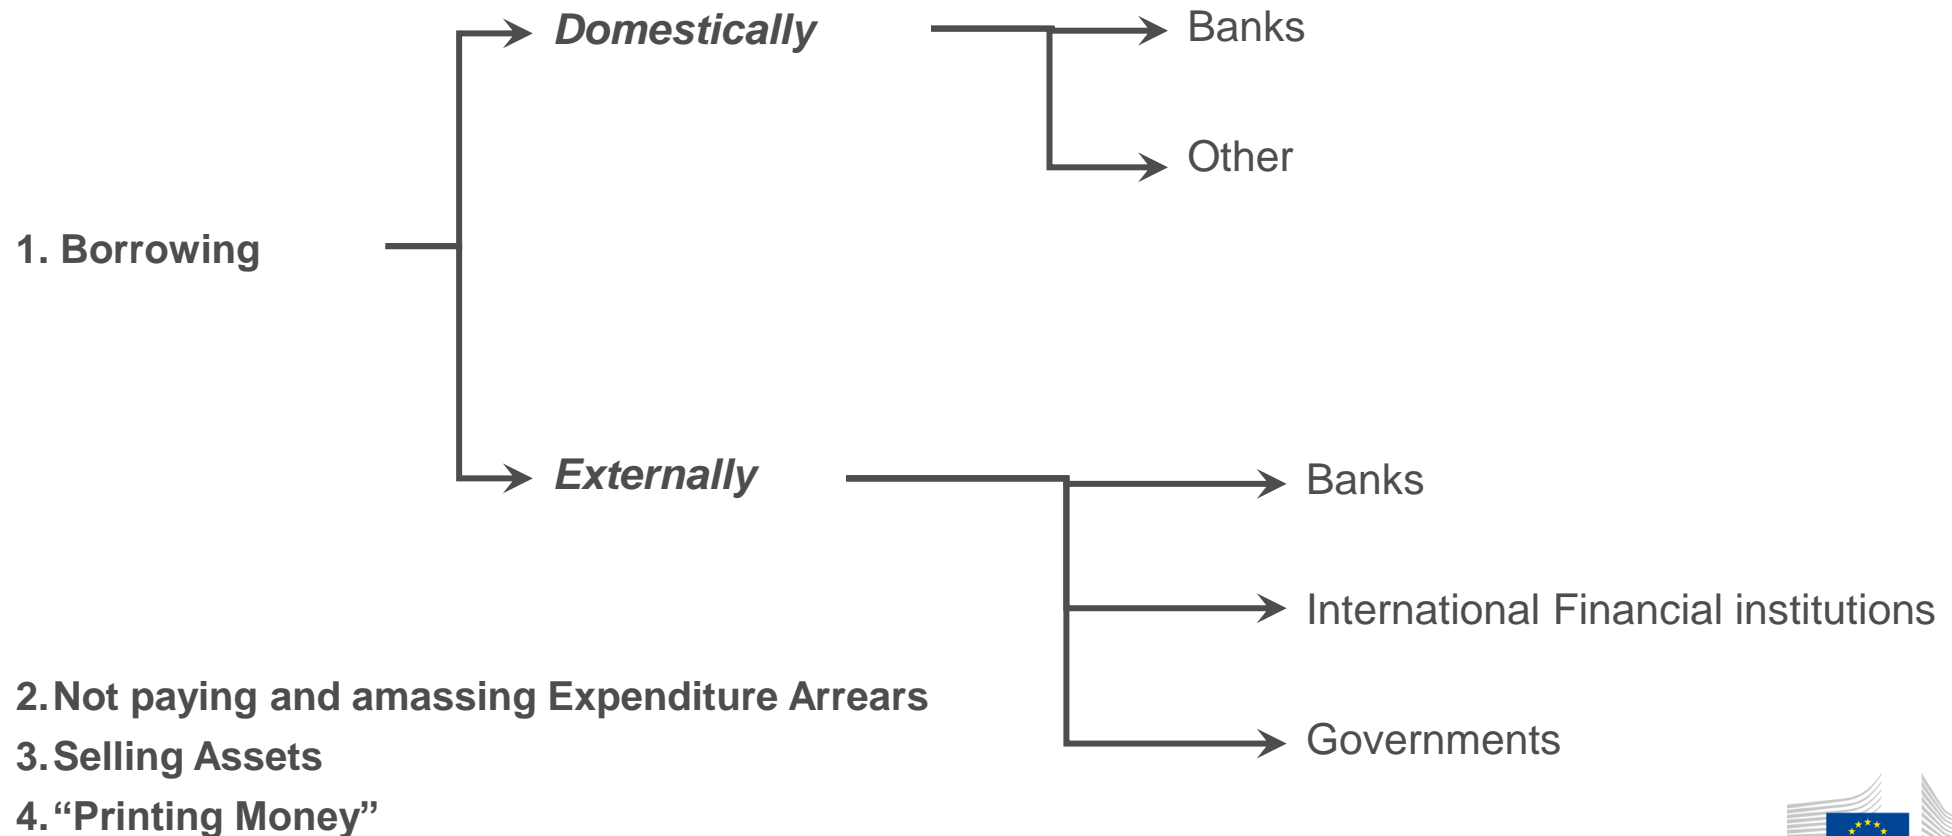 Domestically
Banks
Other
1. Borrowing
Externally
Banks
International Financial institutions
Governments
2. Not paying and amassing Expenditure Arrears
3. Selling Assets
4. “Printing Money”